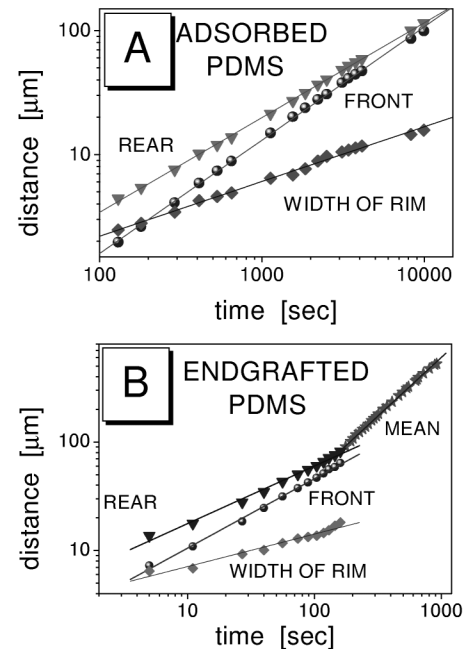 A
ADSORBED
PDMS
100
10
REAR
FRONT
WIDTH OF RIM
distance [μm]
100
1000
10000
time [sec]
B
ENDGRAFTED
PDMS
100
10
REAR
MEAN
FRONT
WIDTH OF RIM
distance [μm]
10
100
1000
time [sec]